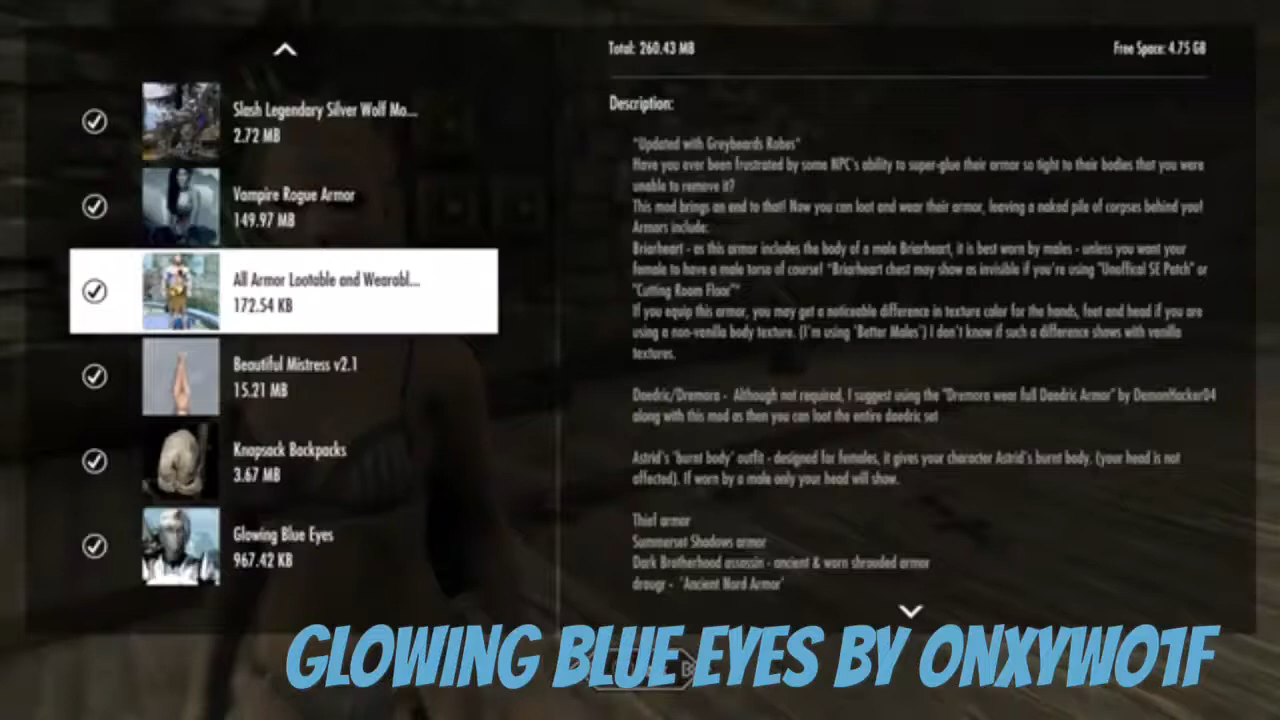 Total: 260.43 MB
Free Space: 4.75 GB
Slash Legendary Silver Wolf Mo...
2.72 MB
Vampire Rogue Armor
149.97 MB
All Armor Lootable and Wearabl...
172.54 KB
Beautiful Mistress v2.1
15.21 MB
Knapsack Backpacks
3.67 MB
Glowing Blue Eyes
967.42 KB
Description:
*Updated with Greybeards Robes*
Have you ever been frustrated by some NPC's ability to super-glue their armor so tight to their bodies that you were
unable to remove it?
This mod brings an end to that! Now you can loot and wear their armor, leaving a naked pile of corpses behind you!
Armors include:
Briarheart - as this armor includes the body of a male Briarheart, it is best worn by males - unless you want your
female to have a male torso of course! *Briarheart chest may show as invisible if you're using "Unoffical SE Patch" or
"Cutting Room Floor"*
If you equip this armor, you may get a noticeable difference in texture color for the hands, feet and head if you are
using a non-vanilla body texture. (I'm using 'Better Males') I don't know if such a difference shows with vanilla
textures.
Daedric/Dremora - Although not required, I suggest using the "Dremora wear full Daedric Armor" by DemonHacker04
along with this mod as then you can loot the entire daedric set
Astrid's 'burnt body' outfit - designed for females, it gives your character Astrid's burnt body. (your head is not
affected). If worn by a male only your head will show.
Thief armor
Summerset Shadows armor
Dark Brotherhood assassin - ancient & worn shrouded armor
draugr - 'Ancient Nord Armor'
GLOWING BLUE EYES BY ONXYWO1F